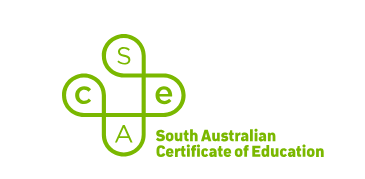 S
c e
A
South Australian
Certificate of Education